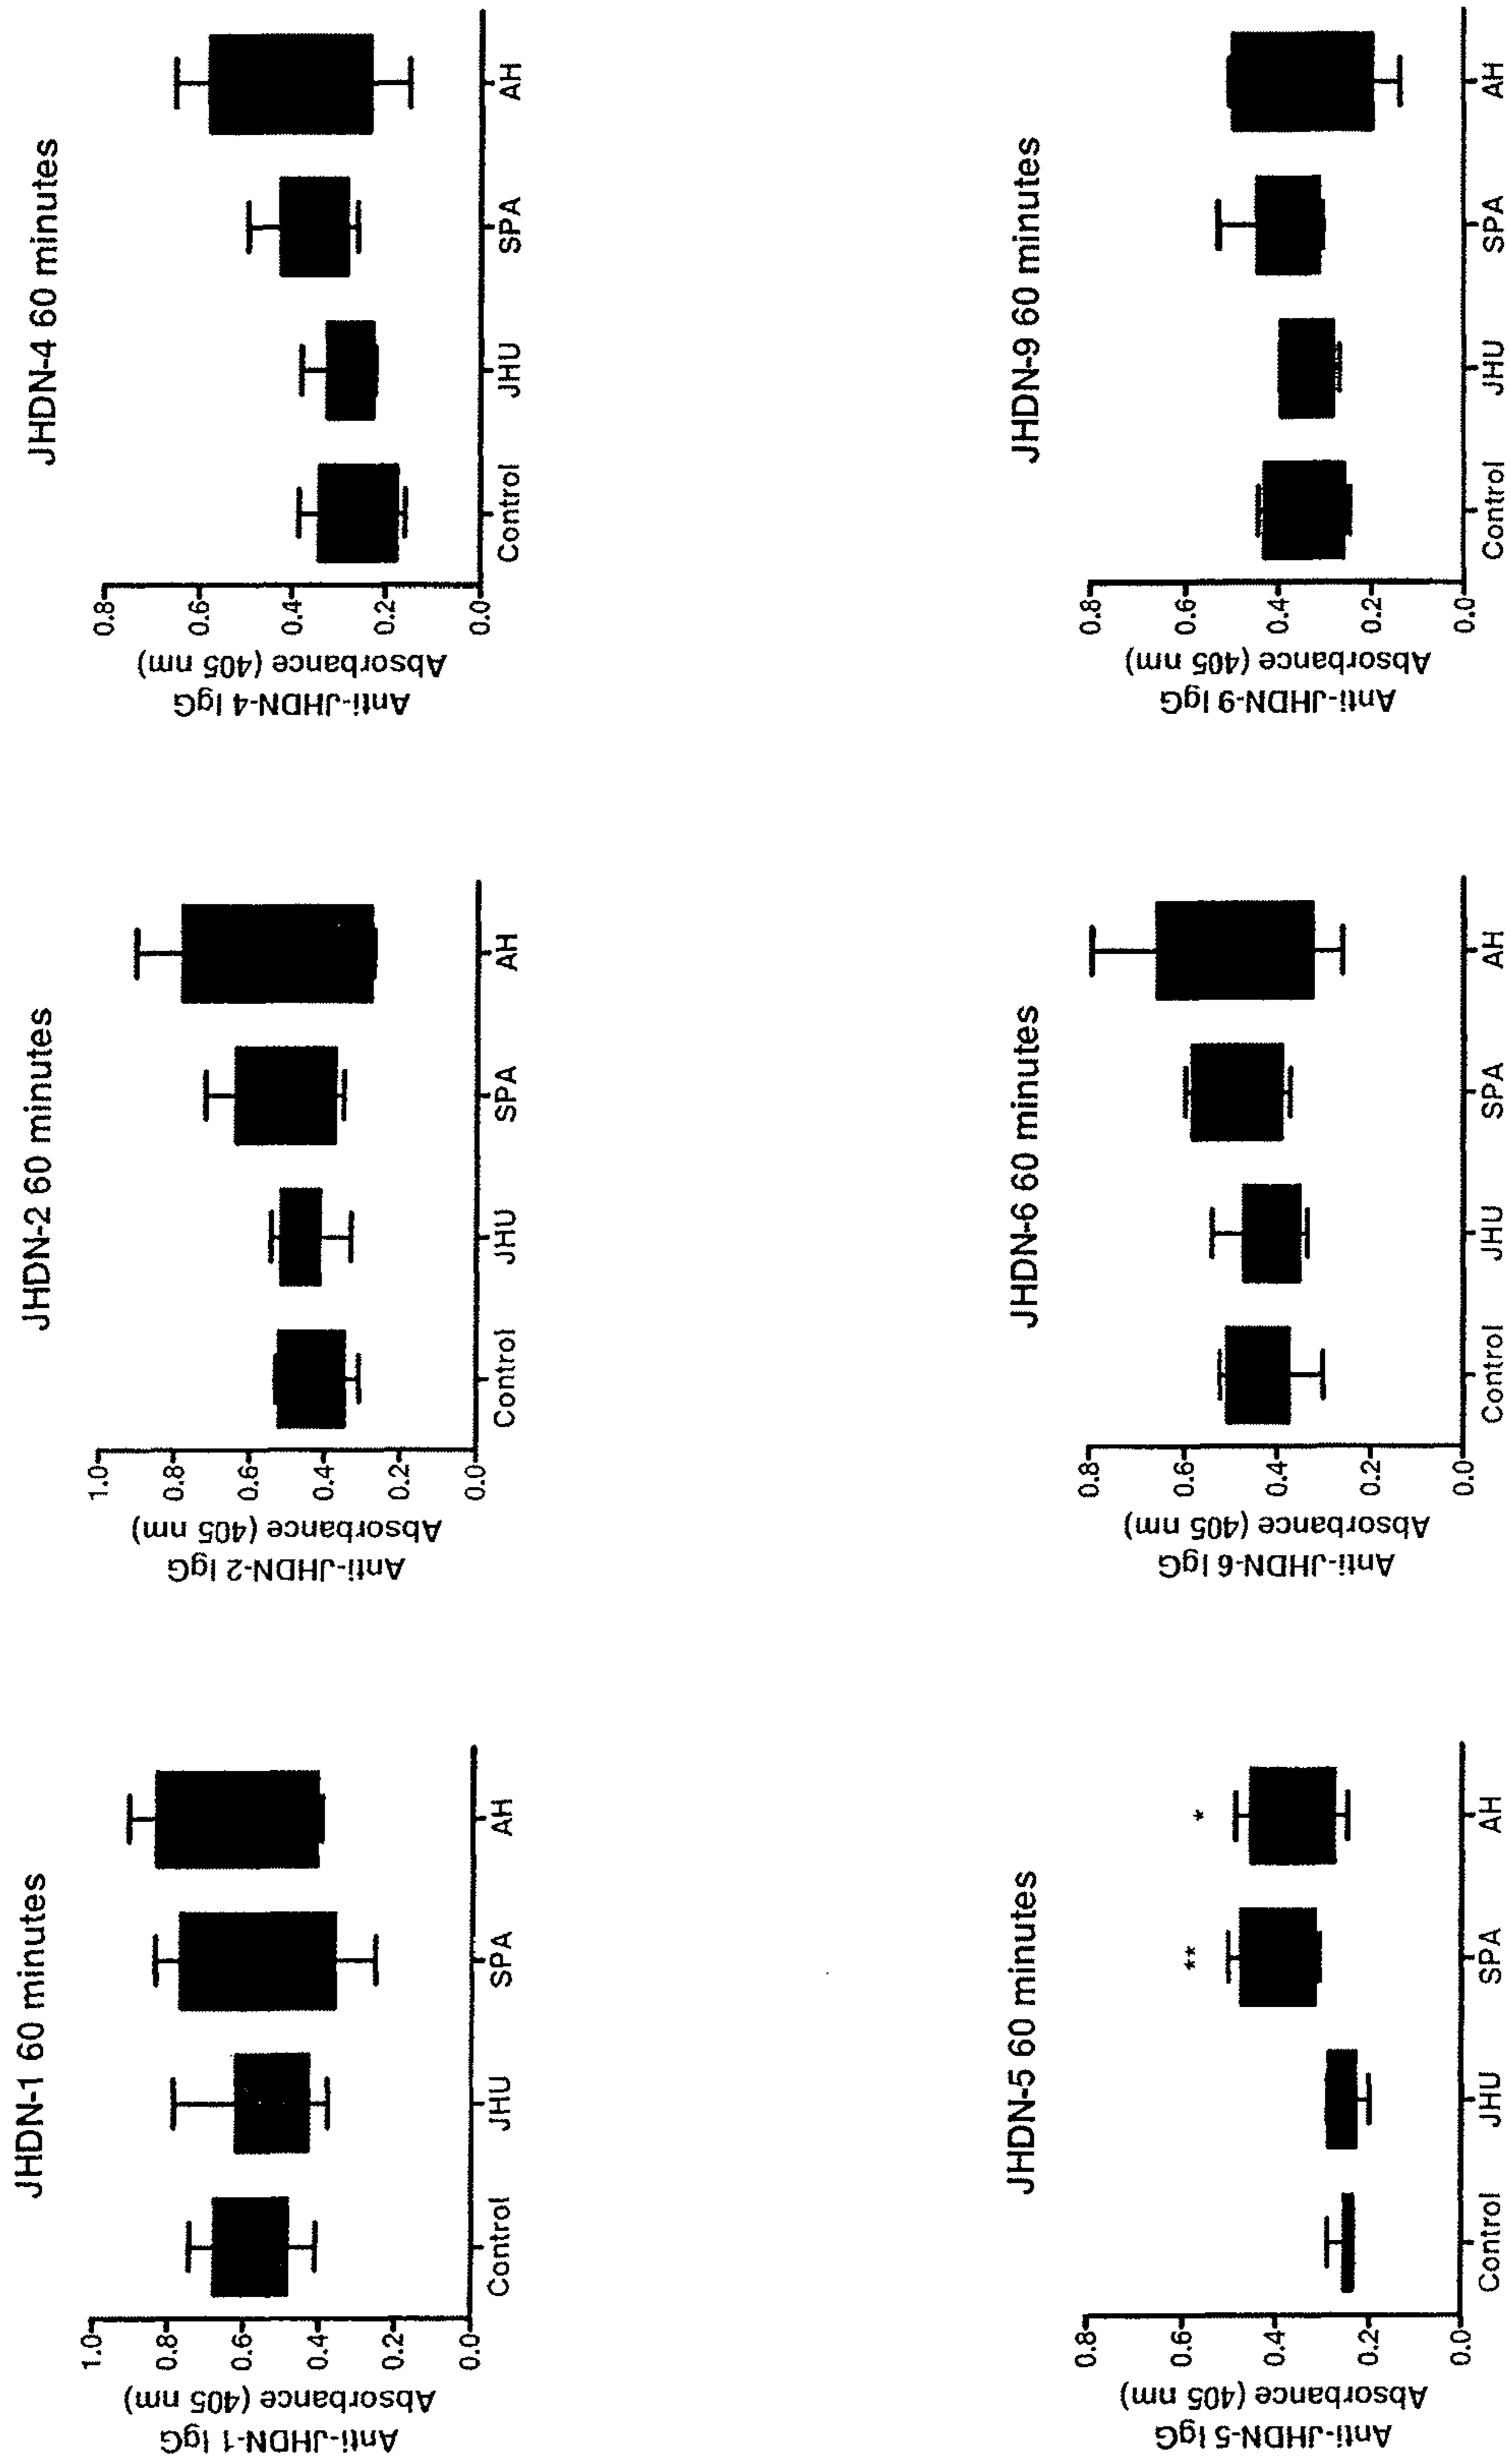 JHDN-1 60 minutes
Anti-JHDN-1 IgG
Absorbance (405 nm)
1.0
0.8
0.6
0.4
0.2
0.0
Control JHU SPA AH
JHDN-2 60 minutes
Anti-JHDN-2 IgG
Absorbance (405 nm)
1.0
0.8
0.6
0.4
0.2
0.0
Control JHU SPA AH
JHDN-4 60 minutes
Anti-JHDN-4 IgG
Absorbance (405 nm)
0.8
0.6
0.4
0.2
0.0
Control JHU SPA AH
JHDN-5 60 minutes
Anti-JHDN-5 IgG
Absorbance (405 nm)
0.8
0.6
0.4
0.2
0.0
** *
Control JHU SPA AH
JHDN-6 60 minutes
Anti-JHDN-6 IgG
Absorbance (405 nm)
0.8
0.6
0.4
0.2
0.0
Control JHU SPA AH
JHDN-9 60 minutes
Anti-JHDN-9 IgG
Absorbance (405 nm)
0.8
0.6
0.4
0.2
0.0
Control JHU SPA AH